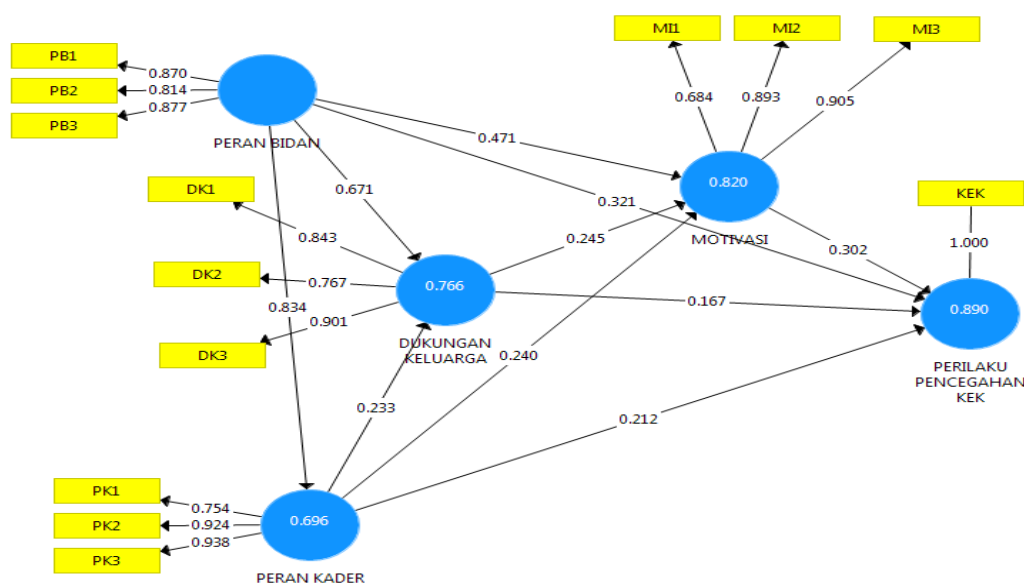 MI1
MI2
MI3
PB1
PB2
PB3
0.870
0.814
0.877
0.684
0.893
0.905
PERAN BIDAN
0.471
0.820
DK1
0.671
0.321
KEK
0.843
0.245
MOTIVASI
0.302
1.000
DK2
0.767
0.766
0.167
0.834
0.901
0.890
DK3
DUKUNGAN
KELUARGA
0.240
PERILAKU
PENCEGAHAN
KEK
0.233
0.212
PK1
PK2
PK3
0.754
0.924
0.938
0.696
PERAN KADER